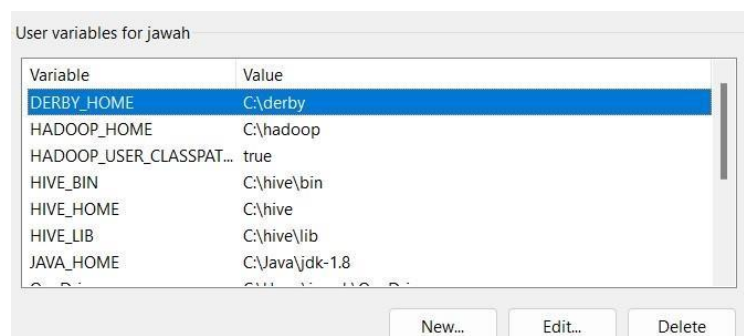 User variables for jawah
Variable Value
DERBY_HOME C:\derby
HADOOP_HOME C:\hadoop
HADOOP_USER_CLASSPAT... true
HIVE_BIN C:\hive\bin
HIVE_HOME C:\hive
HIVE_LIB C:\hive\lib
JAVA_HOME C:\Java\jdk-1.8
New... Edit... Delete